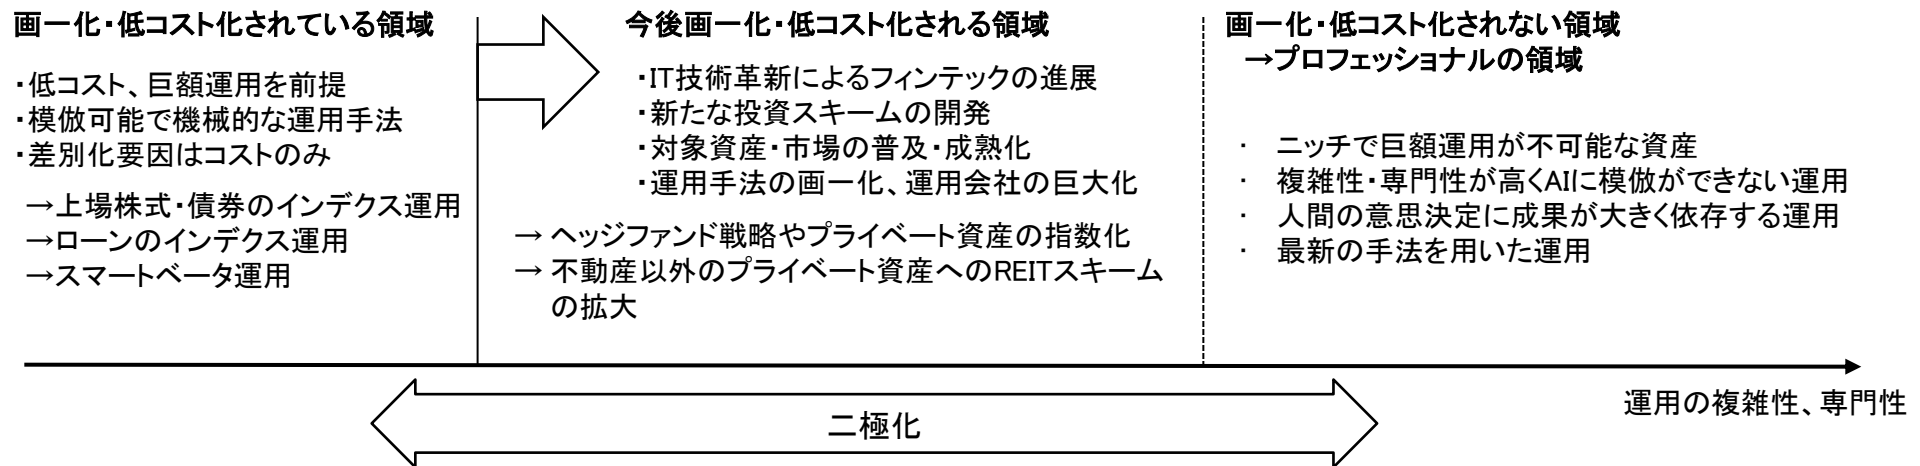 画一化・低コスト化されている領域
・低コスト、巨額運用を前提
・模倣可能で機械的な運用手法
・差別化要因はコストのみ
→上場株式・債券のインデクス運用
→ローンのインデクス運用
→スマートベータ運用
今後画一化・低コスト化される領域
・IT技術革新によるフィンテックの進展
・新たな投資スキームの開発
・対象資産・市場の普及・成熟化
・運用手法の画一化、運用会社の巨大化
→ ヘッジファンド戦略やプライベート資産の指数化
→ 不動産以外のプライベート資産へのREITスキーム
の拡大
画一化・低コスト化されない領域
→プロフェッショナルの領域
・ ニッチで巨額運用が不可能な資産
・ 複雑性・専門性が高くAIに模倣ができない運用
・ 人間の意思決定に成果が大きく依存する運用
・ 最新の手法を用いた運用
運用の複雑性、専門性
二極化